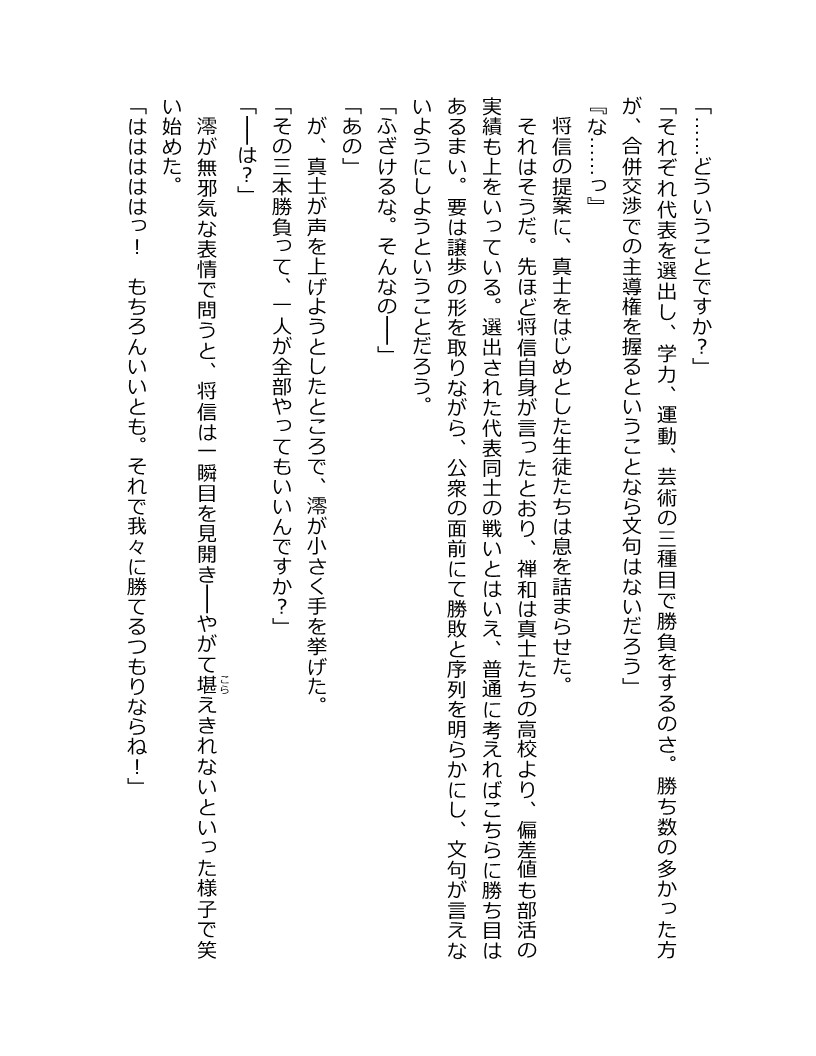 「……どういうことですか？」
「それぞれ代表を選出し、学力、運動、芸術の三種目で勝負をするのさ。勝ち数の多かった方
が、合併交渉での主導権を握るということなら文句はないだろう」
『な……っ』
　将信の提案に、真士をはじめとした生徒たちは息を詰まらせた。
　それはそうだ。先ほど将信自身が言ったとおり、禅和は真士たちの高校より、偏差値も部活の
実績も上をいっている。選出された代表同士の戦いとはいえ、普通に考えればこちらに勝ち目は
あるまい。要は譲歩の形を取りながら、公衆の面前にて勝敗と序列を明らかにし、文句が言えな
いようにしようということだろう。
「ふざけるな。そんなの――」
「あの」
　が、真士が声を上げようとしたところで、澪が小さく手を挙げた。
「その三本勝負って、一人が全部やってもいいんですか？」
「――は？」
　澪が無邪気な表情で問うと、将信は一瞬目を見開き――やがて堪えきれないといった様子で笑
い始めた。
「はははははっ！　もちろんいいとも。それで我々に勝てるつもりならね！」